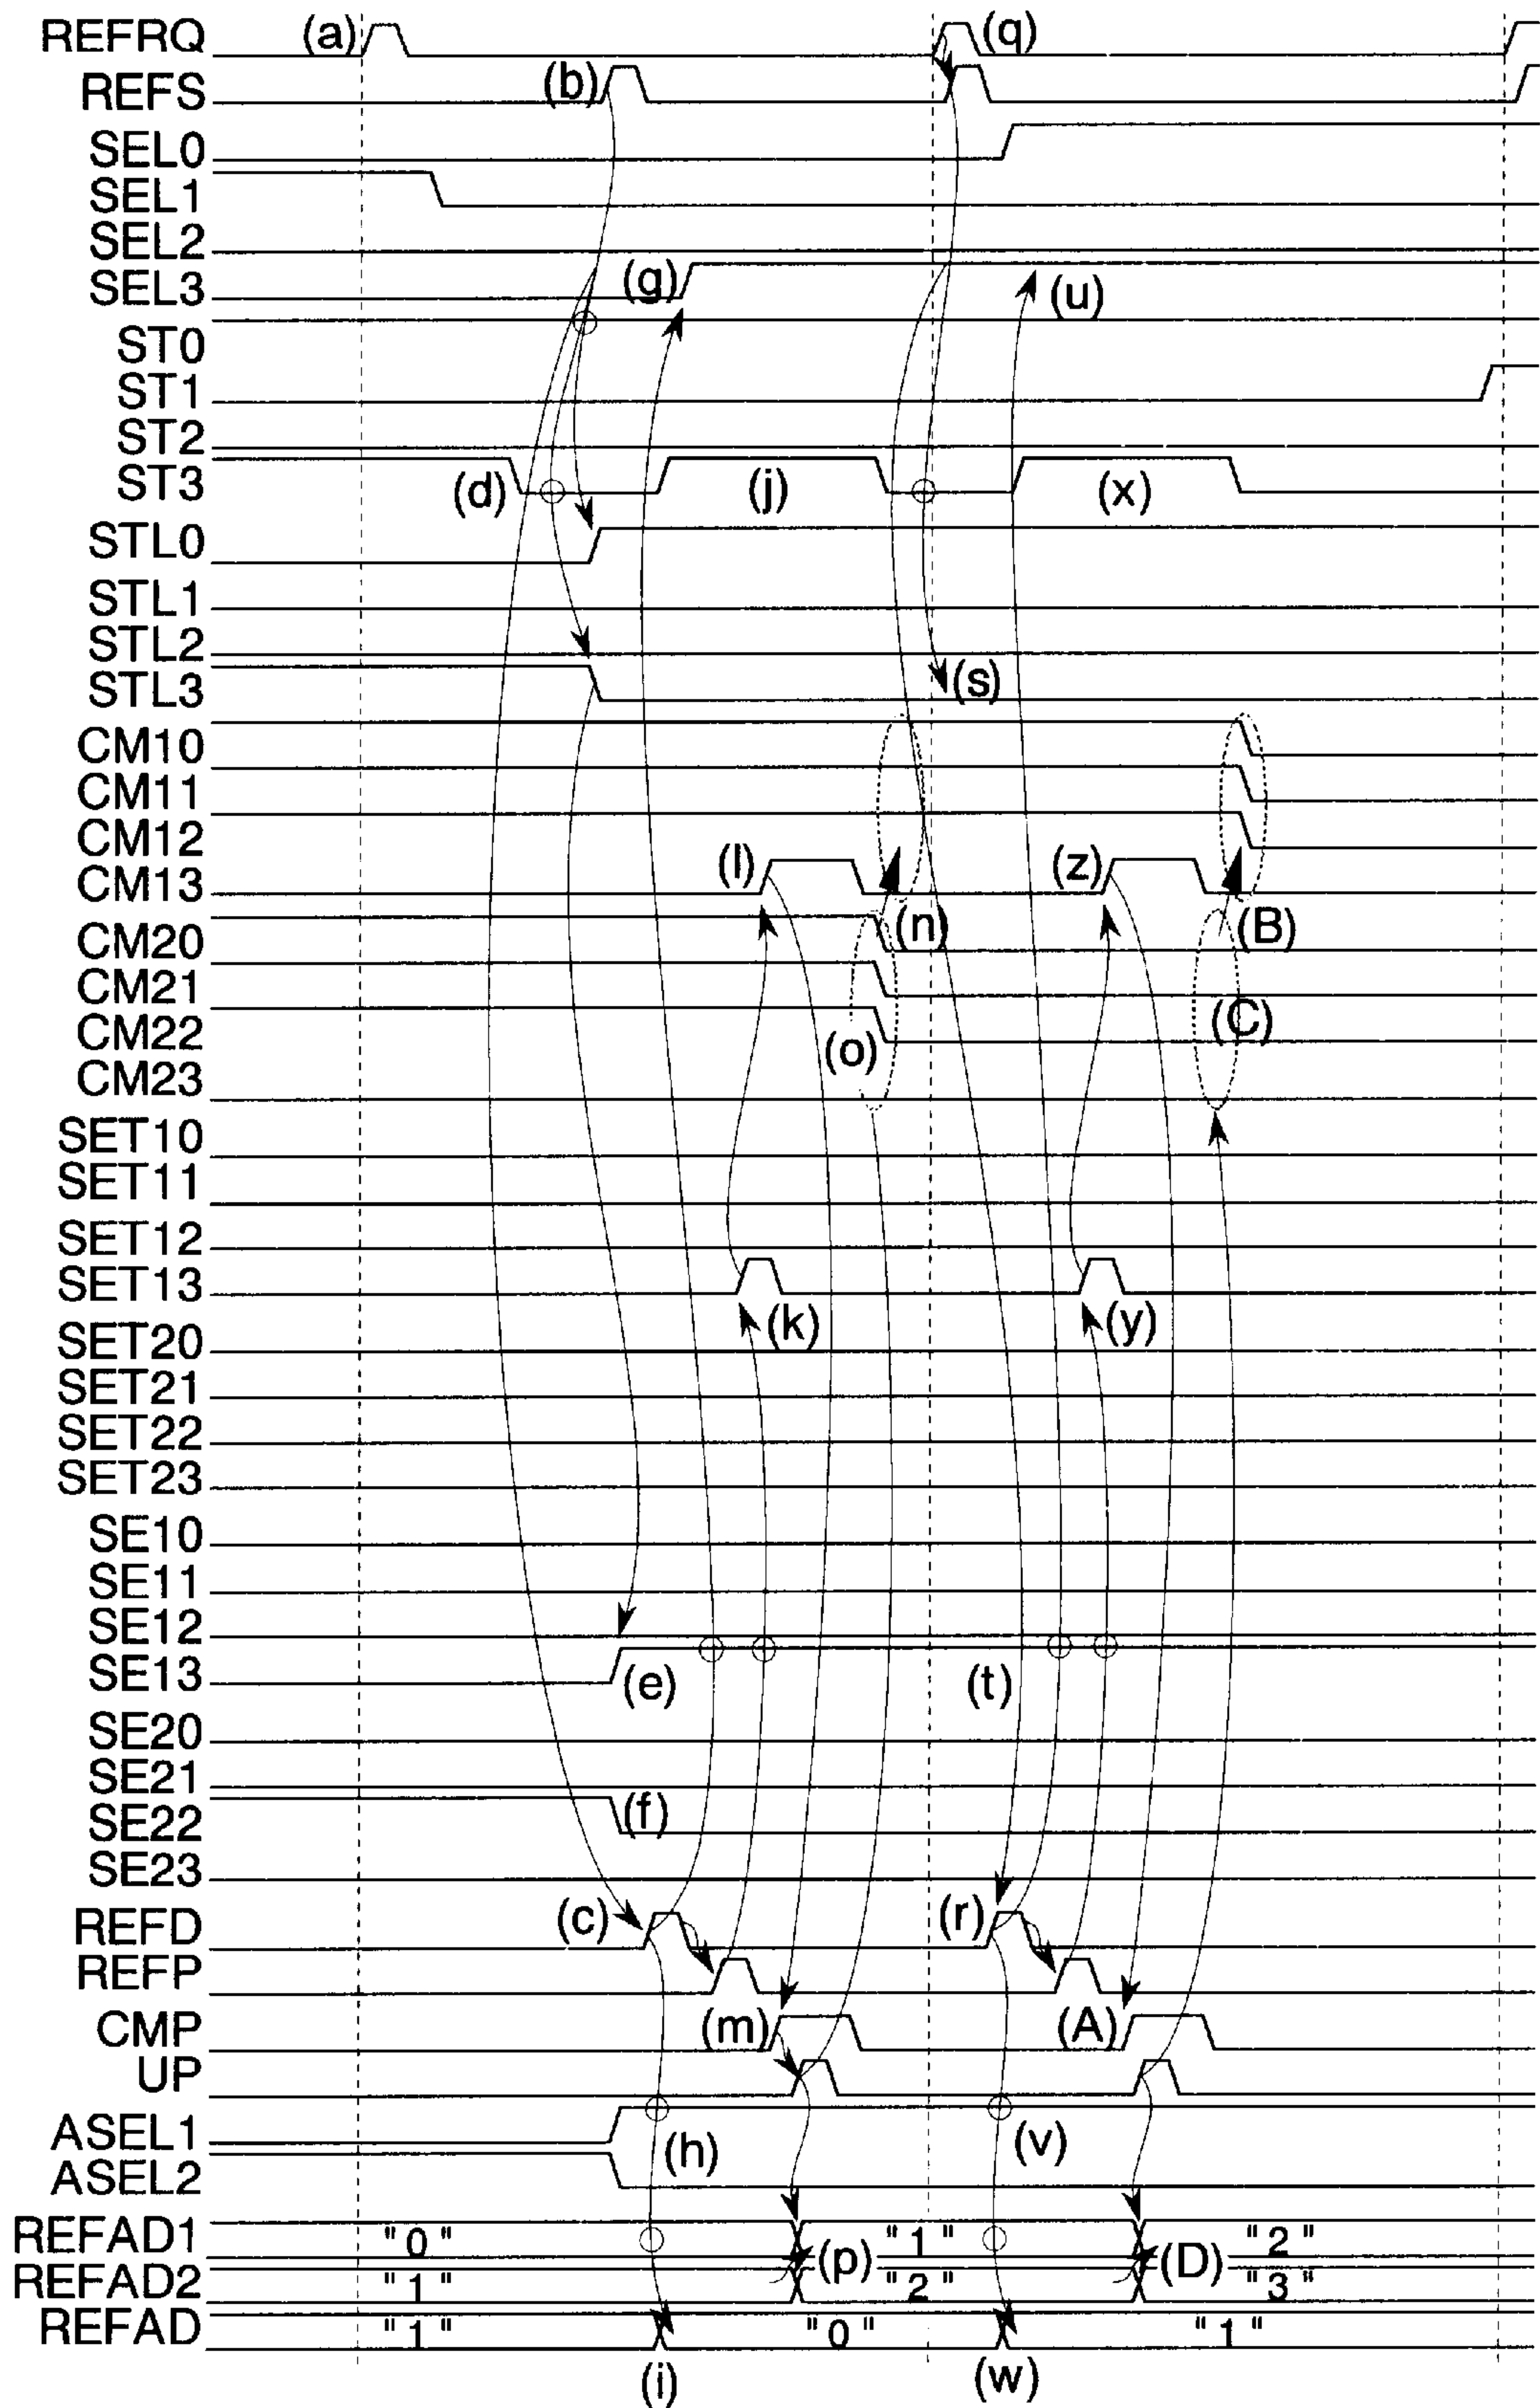 REFRQ (a) (q)
REFS (b)
SEL0
SEL1
SEL2
SEL3 (g) (u)
ST0
ST1
ST2
ST3 (d) (j) (x)
STL0
STL1
STL2
STL3 (s)
CM10
CM11
CM12
CM13 (l) (z)
CM20 (n) (B)
CM21
CM22 (o) (C)
CM23
SET10
SET11
SET12
SET13
(k) (y)
SET20
SET21
SET22
SET23
SE10
SE11
SE12
SE13 (e) (t)
SE20
SE21
SE22 (f)
SE23
REFD (c) (r)
REFP
CMP (m) (A)
UP
ASEL1 (h) (v)
ASEL2
REFAD1 "0" (p) "1" (D) "2"
REFAD2 "1" "2" "3"
REFAD "1" "0" "1"
(i) (w)